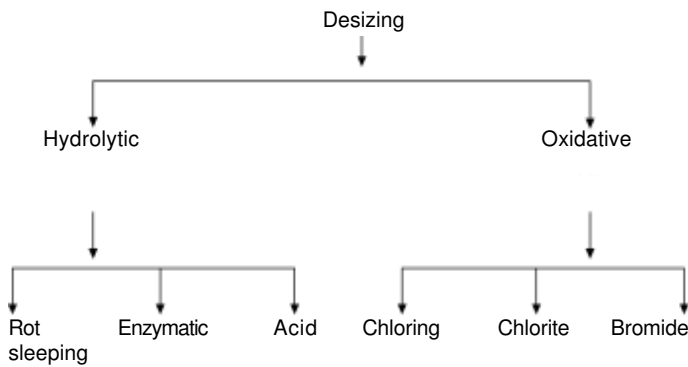 Desizing
Hydrolytic
Oxidative
Rot
sleeping
Enzymatic
Acid
Chloring
Chlorite
Bromide